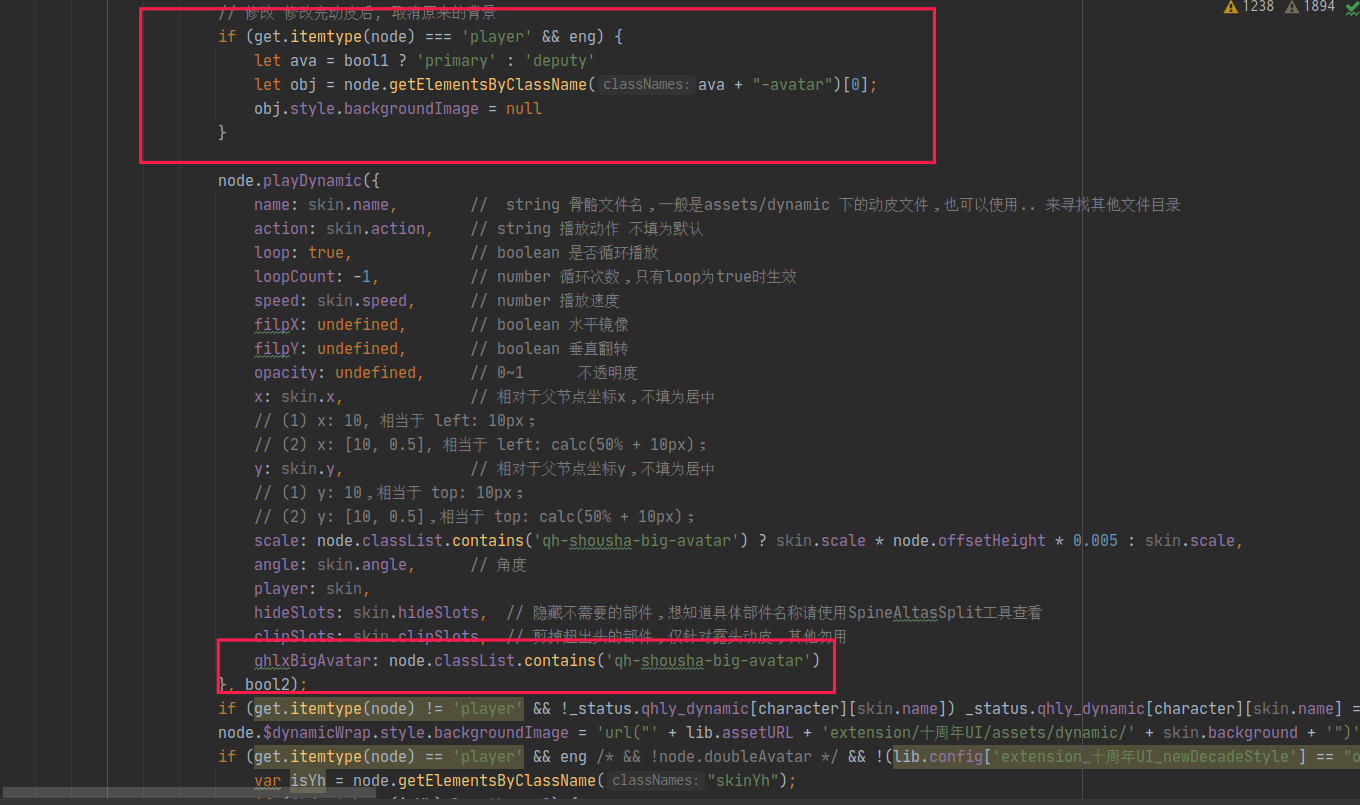 1238 1894
// 修改 修改完动皮后, 取消原来的背景
if (get.itemtype(node) === 'player' && eng) {
let ava = bool1 ? 'primary' : 'deputy'
let obj = node.getElementsByClassName( classNames: ava + "-avatar")[0];
obj.style.backgroundImage = null
}
node.playDynamic({
name: skin.name, // string 骨骼文件名,一般是assets/dynamic 下的动皮文件,也可以使用.. 来寻找其他文件目录
action: skin.action, // string 播放动作 不填为默认
loop: true, // boolean 是否循环播放
loopCount: -1, // number 循环次数,只有loop为true时生效
speed: skin.speed, // number 播放速度
filpX: undefined, // boolean 水平镜像
filpY: undefined, // boolean 垂直翻转
opacity: undefined, // 0~1 不透明度
x: skin.x, // 相对于父节点坐标x,不填为居中
// (1) x: 10, 相当于 left: 10px;
// (2) x: [10, 0.5], 相当于 left: calc(50% + 10px);
y: skin.y, // 相对于父节点坐标y,不填为居中
// (1) y: 10,相当于 top: 10px;
// (2) y: [10, 0.5],相当于 top: calc(50% + 10px);
scale: node.classList.contains('qh-shousha-big-avatar') ? skin.scale * node.offsetHeight * 0.005 : skin.scale,
angle: skin.angle, // 角度
player: skin,
hideSlots: skin.hideSlots, // 隐藏不需要的部件,想知道具体部件名称请使用SpineAltasSplit工具查看
clipSlots: skin.clipSlots, // 剪掉超出头的部件,仅针对露头动皮,其他勿用
qhlxBigAvatar: node.classList.contains('qh-shousha-big-avatar')
}, bool2);
if (get.itemtype(node) != 'player' && !_status.qhly_dynamic[character][skin.name]) _status.qhly_dynamic[character][skin.name] =
node.$dynamicWrap.style.backgroundImage = 'url("' + lib.assetURL + 'extension/十周年UI/assets/dynamic/' + skin.background + '")'
if (get.itemtype(node) == 'player' && eng /* && !node.doubleAvatar */ && !(lib.config['extension_十周年UI_newDecadeStyle'] == "o
var isYh = node.getElementsByClassName( classNames: "skinYh");